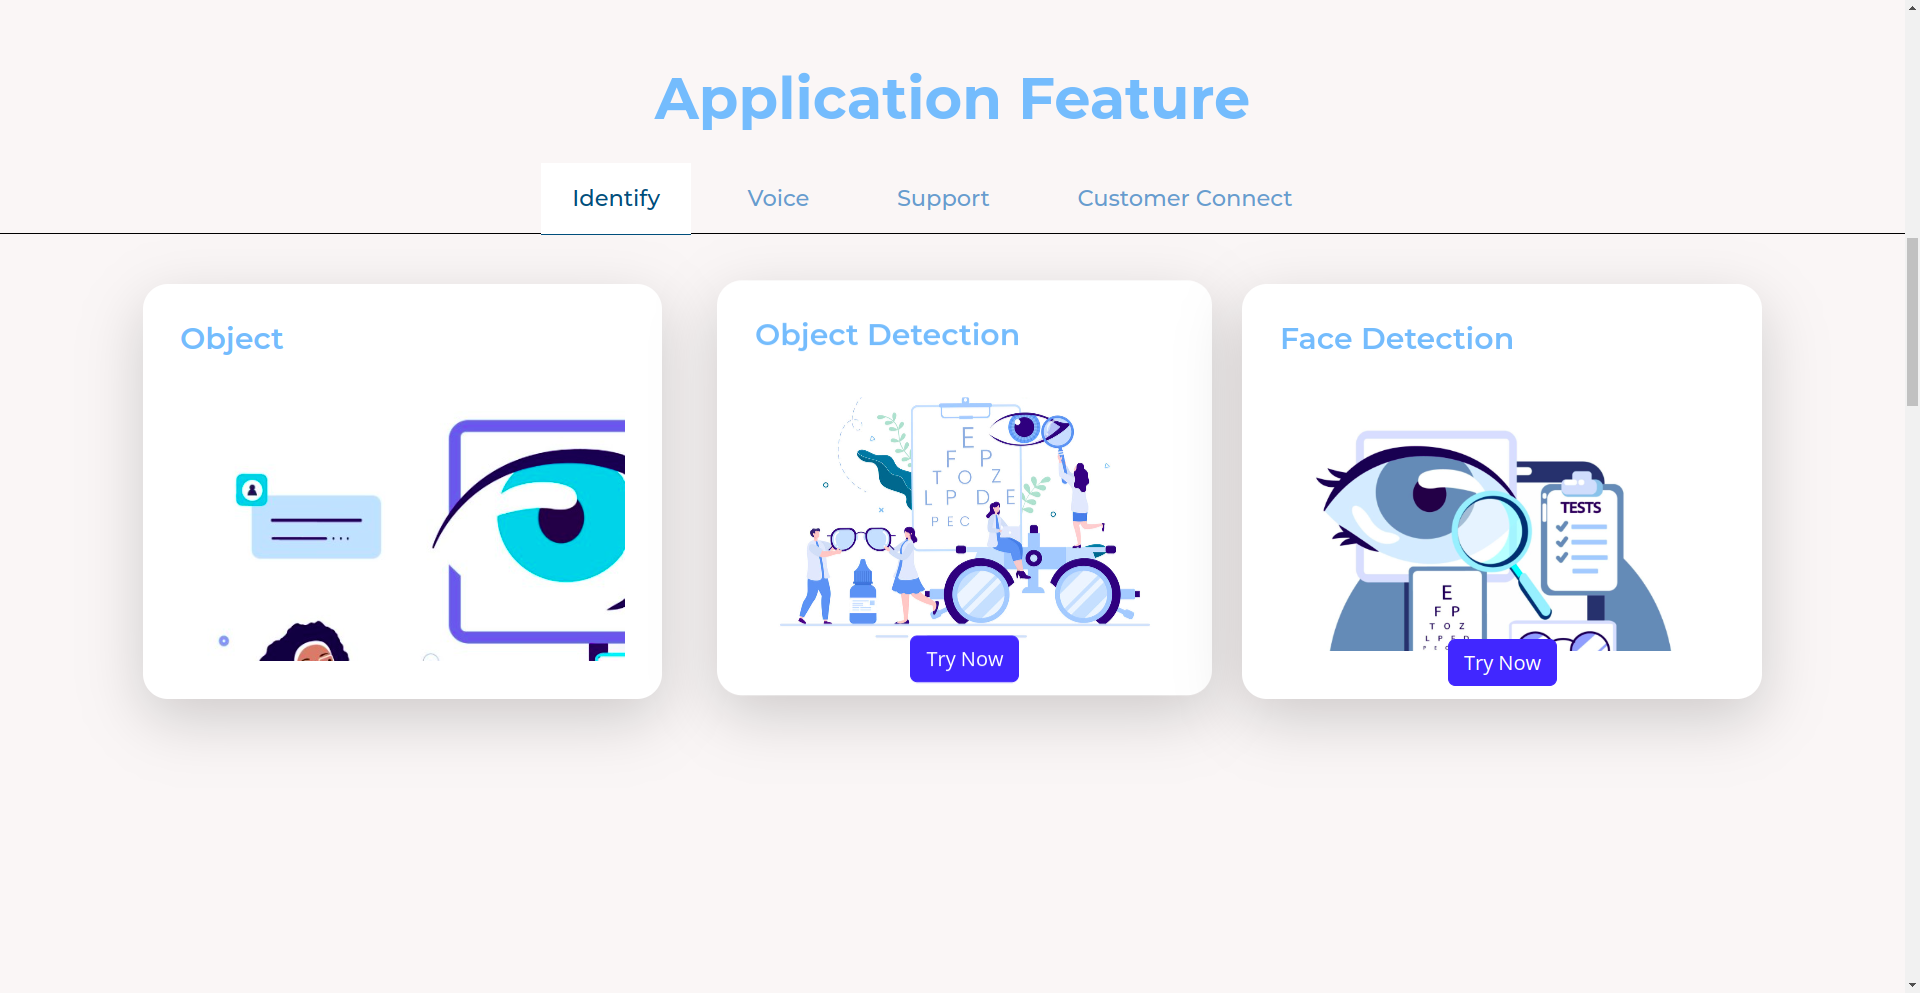 Application Feature
Identify
Voice
Support
Customer Connect
Object
Object Detection
E
F P
T O Z
L P D E
P E C
Try Now
Face Detection
TESTS
E
F P
T O Z
L P E D
P E C
Try Now